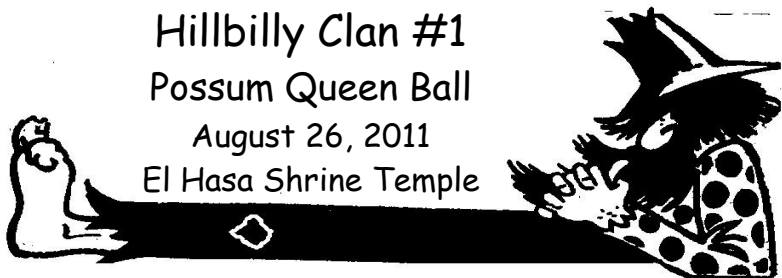 Hillbilly Clan #1
Possum Queen Ball
August 26, 2011
El Hasa Shrine Temple